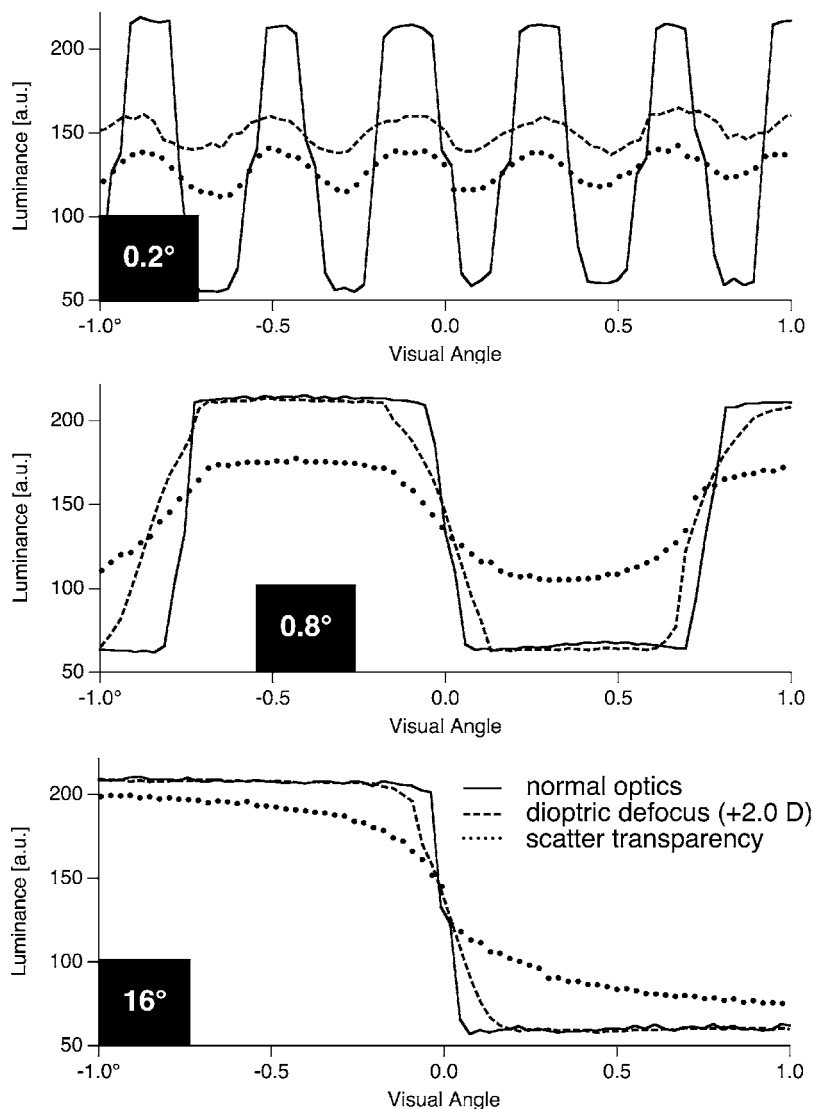 200
150
100
50
Luminance [a.u.]
0.2°
-1.0° -0.5 0.0 0.5 1.0
Visual Angle
200
150
100
50
Luminance [a.u.]
0.8°
-1.0° -0.5 0.0 0.5 1.0
Visual Angle
200
150
100
50
Luminance [a.u.]
normal optics
dioptric defocus (+2.0 D)
scatter transparency
16°
-1.0° -0.5 0.0 0.5 1.0
Visual Angle